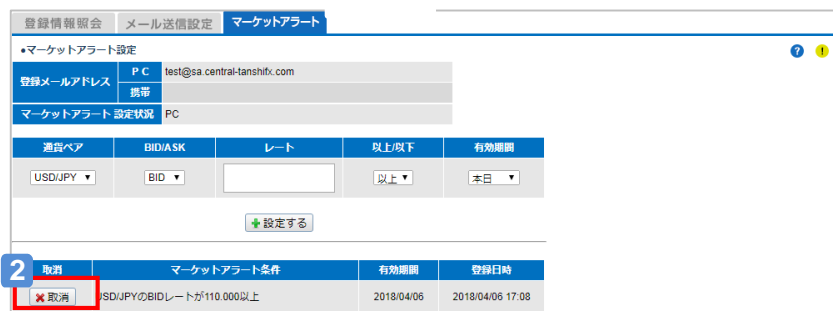 登録情報照会 メール送信設定 マーケットアラート
●マーケットアラート設定
? !
登録メールアドレス PC test@sa.central-tanshifx.com
携帯
マーケットアラート 設定状況 PC
通貨ペア BID/ASK レート 以上/以下 有効期間
USD/JPY ▼ BID ▼ 以上 ▼ 本日 ▼
設定する
2
取消 マーケットアラート条件 有効期間 登録日時
取消 USD/JPYのBIDレートが110.000以上 2018/04/06 2018/04/06 17:08